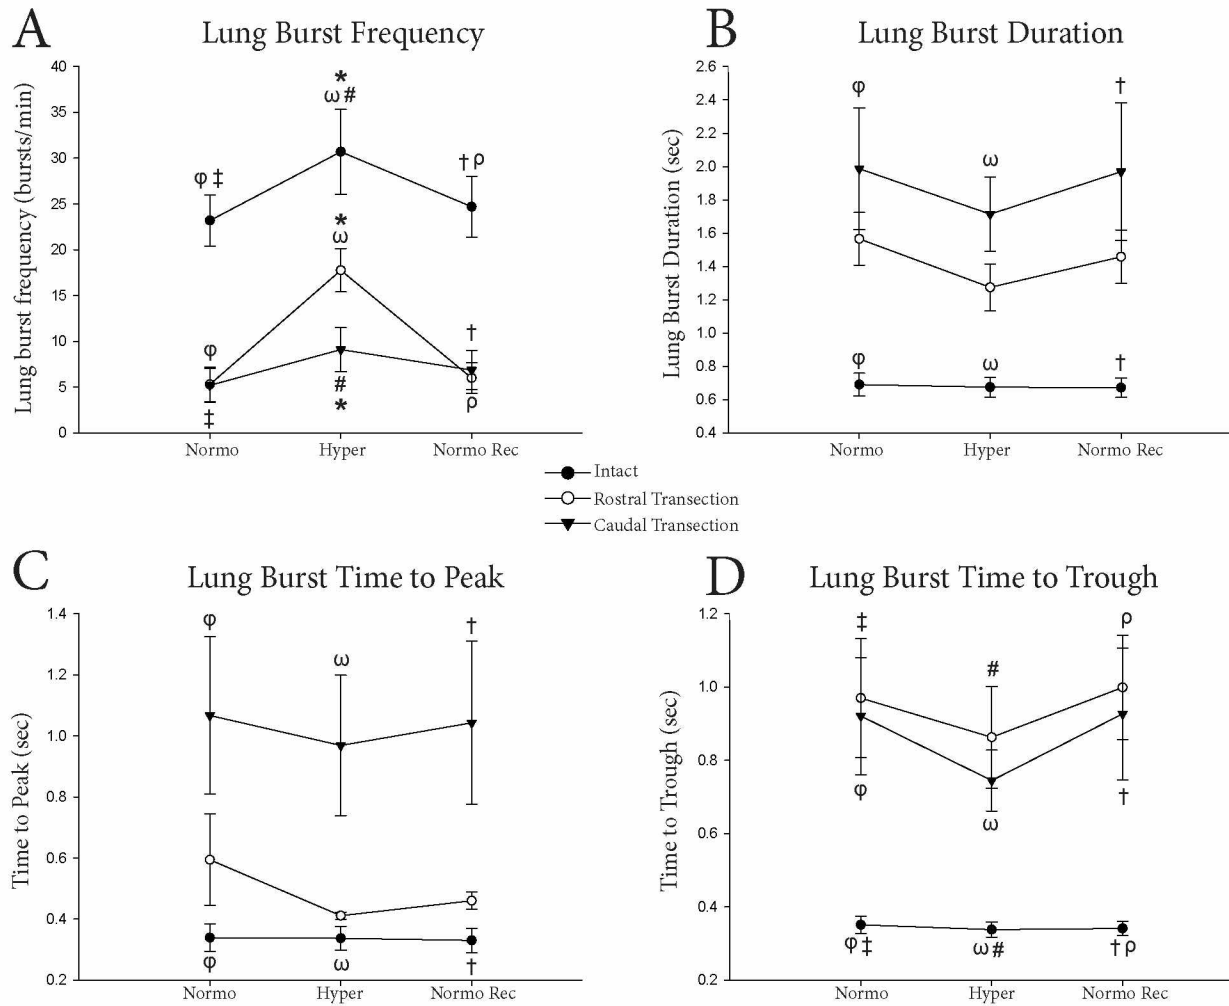 A Lung Burst Frequency
Lung burst frequency (bursts/min)
40
35
30
25
20
15
10
5
0
*
ω#
φ‡
†ρ
*
ω
φ
†
‡
#
*
ρ
Normo Hyper Normo Rec
B Lung Burst Duration
Lung Burst Duration (sec)
2.6
2.4
2.2
2.0
1.8
1.6
1.4
1.2
1.0
0.8
0.6
0.4
φ
†
ω
φ
ω
†
Normo Hyper Normo Rec
Intact
Rostral Transection
Caudal Transection
C Lung Burst Time to Peak
Time to Peak (sec)
1.4
1.2
1.0
0.8
0.6
0.4
0.2
φ
ω
†
φ
ω
†
Normo Hyper Normo Rec
D Lung Burst Time to Trough
Time to Trough (sec)
1.2
1.0
0.8
0.6
0.4
0.2
‡
#
ρ
φ
ω
†
φ‡
ω#
†ρ
Normo Hyper Normo Rec